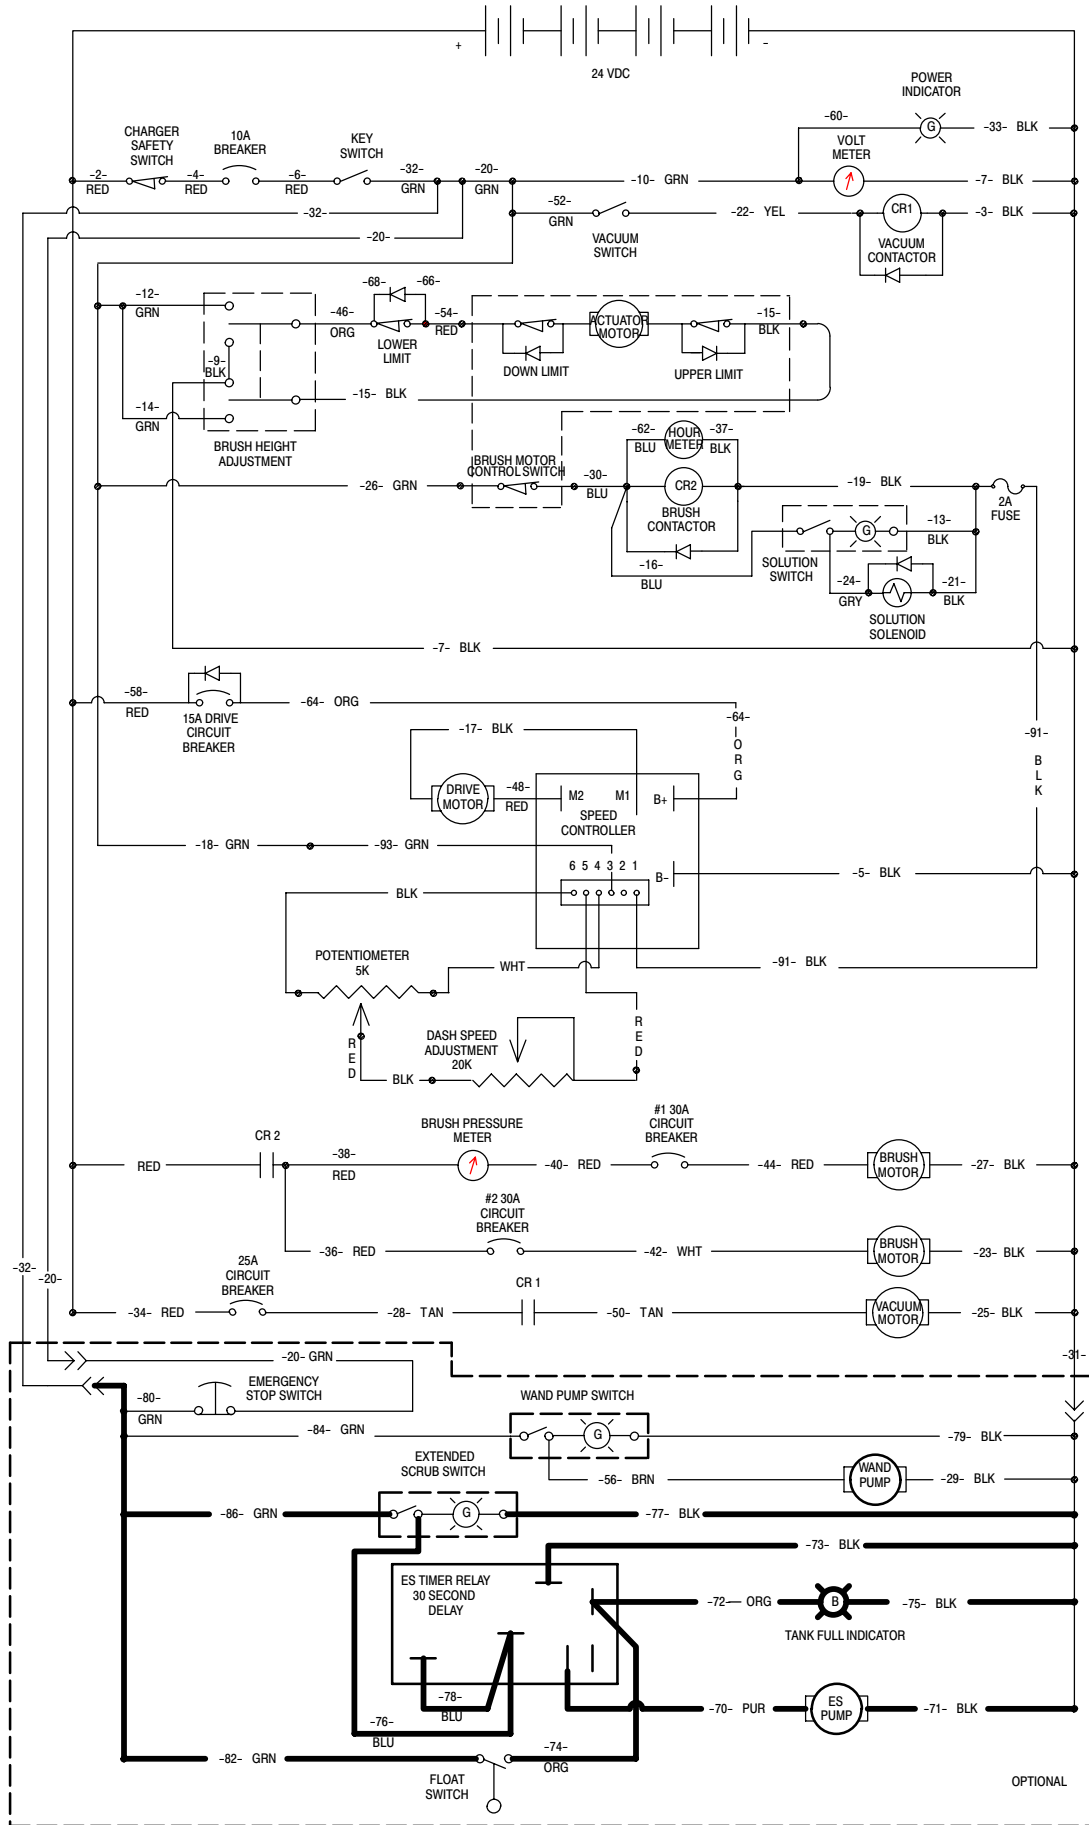 +
-
24 VDC
POWER
INDICATOR
-60-
G
-33- BLK
CHARGER
SAFETY
SWITCH
10A
BREAKER
KEY
SWITCH
VOLT
METER
-2-
RED
-4-
RED
-6-
RED
-32-
GRN
-20-
GRN
-10- GRN
-7- BLK
-32-
-52-
GRN
-22- YEL
CR1
-3- BLK
-20-
VACUUM
SWITCH
VACUUM
CONTACTOR
-12-
GRN
-68-
-66-
-46-
ORG
-54-
RED
LOWER
LIMIT
ACTUATOR
MOTOR
-15-
BLK
DOWN LIMIT
UPPER LIMIT
-9-
BLK
-15- BLK
-14-
GRN
BRUSH HEIGHT
ADJUSTMENT
-62-
BLU
HOUR
METER
-37-
BLK
BRUSH MOTOR
CONTROL SWITCH
-26- GRN
-30-
BLU
CR2
BRUSH
CONTACTOR
-19- BLK
2A
FUSE
-16-
BLU
SOLUTION
SWITCH
G
-13-
BLK
-24-
GRY
-21-
BLK
SOLUTION
SOLENOID
-7- BLK
-58-
RED
15A DRIVE
CIRCUIT
BREAKER
-64- ORG
-64-
O
R
G
-91-
B
L
K
-17- BLK
DRIVE
MOTOR
-48-
RED
M2
M1
B+
SPEED
CONTROLLER
-18- GRN
-93- GRN
6 5 4 3 2 1
B-
-5- BLK
BLK
POTENTIOMETER
5K
WHT
-91- BLK
R
E
D
DASH SPEED
ADJUSTMENT
20K
R
E
D
BLK
#1 30A
CIRCUIT
BREAKER
BRUSH PRESSURE
METER
CR 2
RED
-38-
RED
-40- RED
-44- RED
BRUSH
MOTOR
-27- BLK
#2 30A
CIRCUIT
BREAKER
-36- RED
-42- WHT
BRUSH
MOTOR
-23- BLK
-32-
-20-
25A
CIRCUIT
BREAKER
CR 1
-34- RED
-28- TAN
-50- TAN
VACUUM
MOTOR
-25- BLK
-31-
-20- GRN
-80-
GRN
EMERGENCY
STOP SWITCH
WAND PUMP SWITCH
-84- GRN
G
-79- BLK
EXTENDED
SCRUB SWITCH
-56- BRN
WAND
PUMP
-29- BLK
-86- GRN
G
-77- BLK
-73- BLK
ES TIMER RELAY
30 SECOND
DELAY
-72- ORG
B
-75- BLK
TANK FULL INDICATOR
-78-
BLU
-76-
BLU
-70- PUR
ES
PUMP
-71- BLK
-82- GRN
-74-
ORG
FLOAT
SWITCH
OPTIONAL